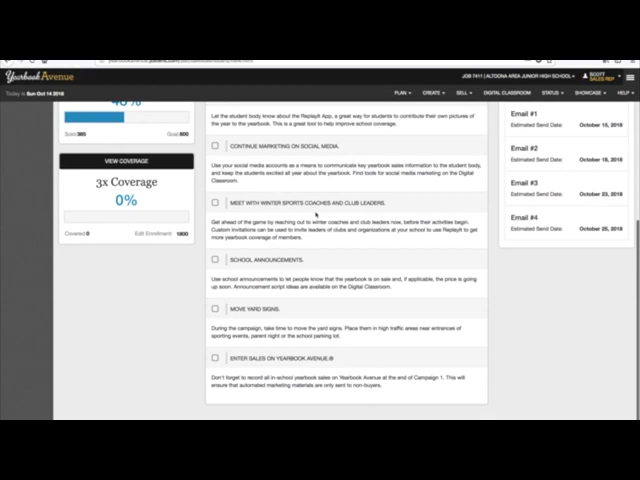 Yearbook Avenue
JOB 7411 | ALTOONA AREA JUNIOR HIGH SCHOOL
SCOTT
SALES REP
Today is Sun Oct 14 2018
PLAN
CREATE
SELL
DIGITAL CLASSROOM
STATUS
SHOWCASE
HELP
Sold: 385
Goal: 800
VIEW COVERAGE
3x Coverage
0%
Covered: 0
Edit Enrollment: 1800
Let the student body know about the ReplayIt App, a great way for students to contribute their own pictures
of the year to the yearbook. This is a great tool to help improve school coverage.
CONTINUE MARKETING ON SOCIAL MEDIA.
Use your social media accounts as a means to communicate key yearbook sales information to the student body,
and keep the students excited all year about the yearbook. Find tools for social media marketing on the Digital
Classroom.
MEET WITH WINTER SPORTS COACHES AND CLUB LEADERS.
Get ahead of the game by reaching out to winter coaches and club leaders now, before their activities begin.
Custom invitations can be used to invite leaders of clubs and organizations at your school to use ReplayIt to get
more yearbook coverage of members.
SCHOOL ANNOUNCEMENTS.
Use school announcements to let people know that the yearbook is on sale and, if applicable, the price is going
up soon. Announcement script ideas are available on the Digital Classroom.
MOVE YARD SIGNS.
During the campaign, take time to move the yard signs. Place them in high traffic areas near entrances of
sporting events, parent night or the school parking lot.
ENTER SALES ON YEARBOOK AVENUE.®
Don't forget to record all in-school yearbook sales on Yearbook Avenue at the end of Campaign 1. This will
ensure that automated marketing materials are only sent to non-buyers.
Email #1
Estimated Send Date: October 15, 2018
Email #2
Estimated Send Date: October 18, 2018
Email #3
Estimated Send Date: October 23, 2018
Email #4
Estimated Send Date: October 25, 2018